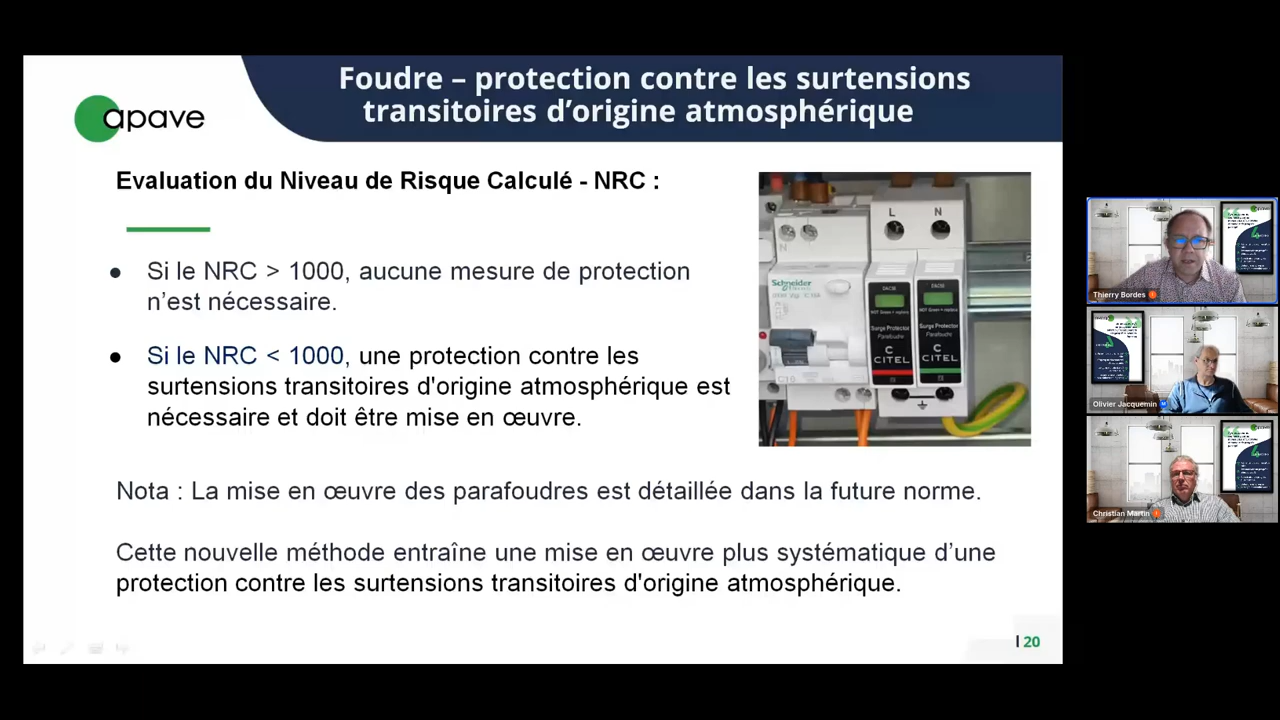 Foudre – protection contre les surtensions
transitoires d’origine atmosphérique
apave
Evaluation du Niveau de Risque Calculé - NRC :
● Si le NRC > 1000, aucune mesure de protection
n’est nécessaire.
● Si le NRC < 1000, une protection contre les
surtensions transitoires d'origine atmosphérique est
nécessaire et doit être mise en œuvre.
L N
N
Schneider
Electric
Surge Protector
Parafoudre
C
CITEL
Surge Protector
Parafoudre
C
CITEL
C10
Nota : La mise en œuvre des parafoudres est détaillée dans la future norme.
Cette nouvelle méthode entraîne une mise en œuvre plus systématique d’une
protection contre les surtensions transitoires d'origine atmosphérique.
I 20
Thierry Bordes
Olivier Jacquemin
Christian Martin